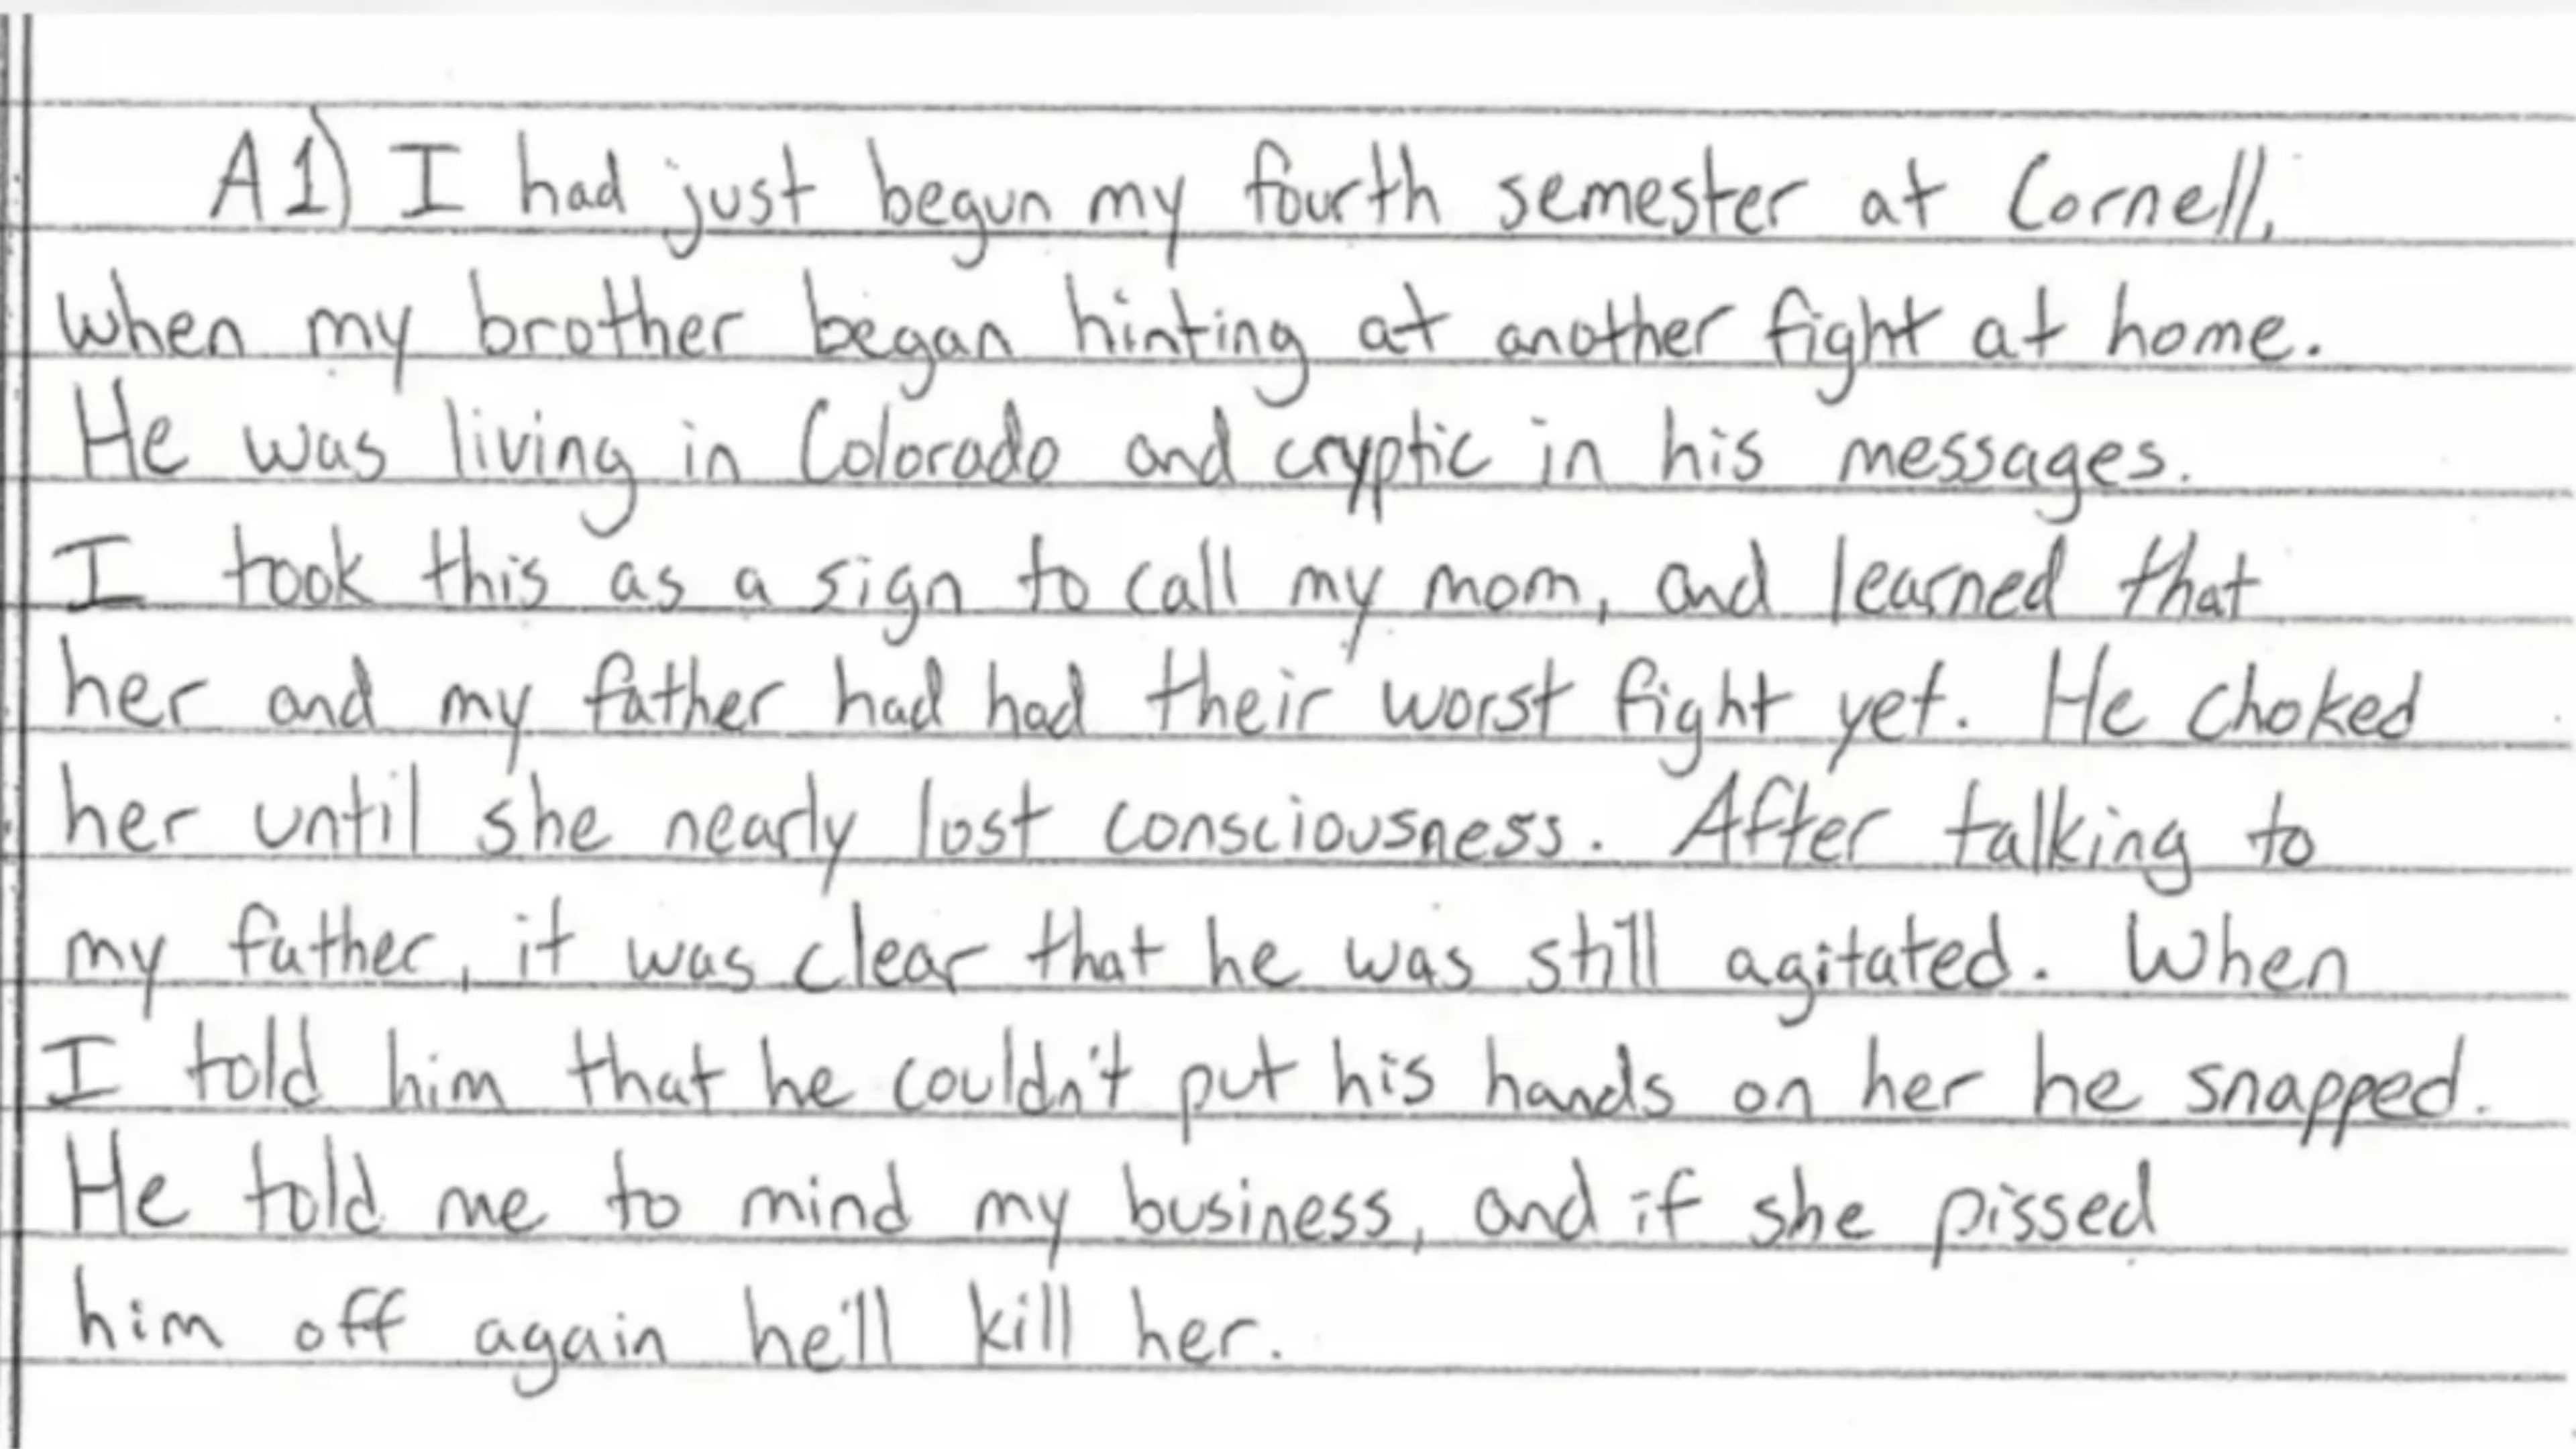 A1) I had just begun my fourth semester at Cornell,
when my brother began hinting at another fight at home.
He was living in Colorado and cryptic in his messages.
I took this as a sign to call my mom, and learned that
her and my father had had their worst fight yet. He choked
her until she nearly lost consciousness. After talking to
my father, it was clear that he was still agitated. When
I told him that he couldn't put his hands on her he snapped.
He told me to mind my business, and if she pissed
him off again he'll kill her.